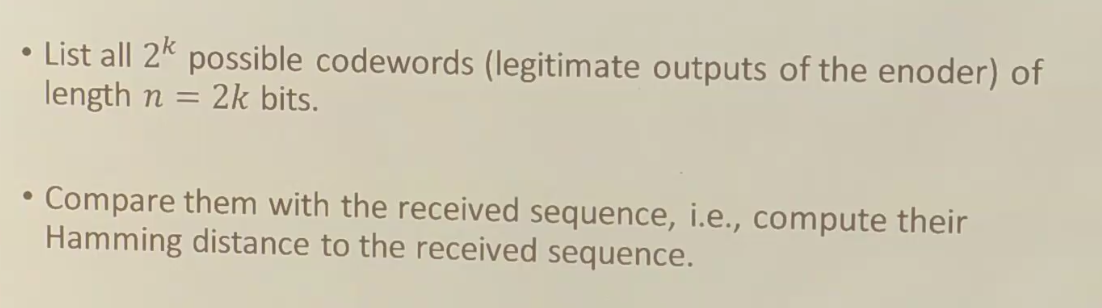 • List all 2^k possible codewords (legitimate outputs of the enoder) of
length n = 2k bits.
• Compare them with the received sequence, i.e., compute their
Hamming distance to the received sequence.